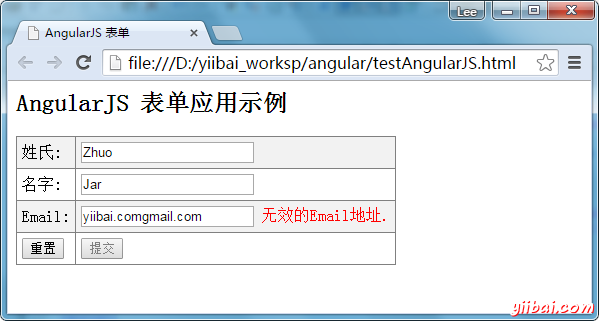 Lee
AngularJS 表单
file:///D:/yiibai_worksp/angular/testAngularJS.html
AngularJS 表单应用示例
姓氏: Zhuo
名字: Jar
Email: yiibai.comgmail.com 无效的Email地址.
重置 提交
yiibai.com